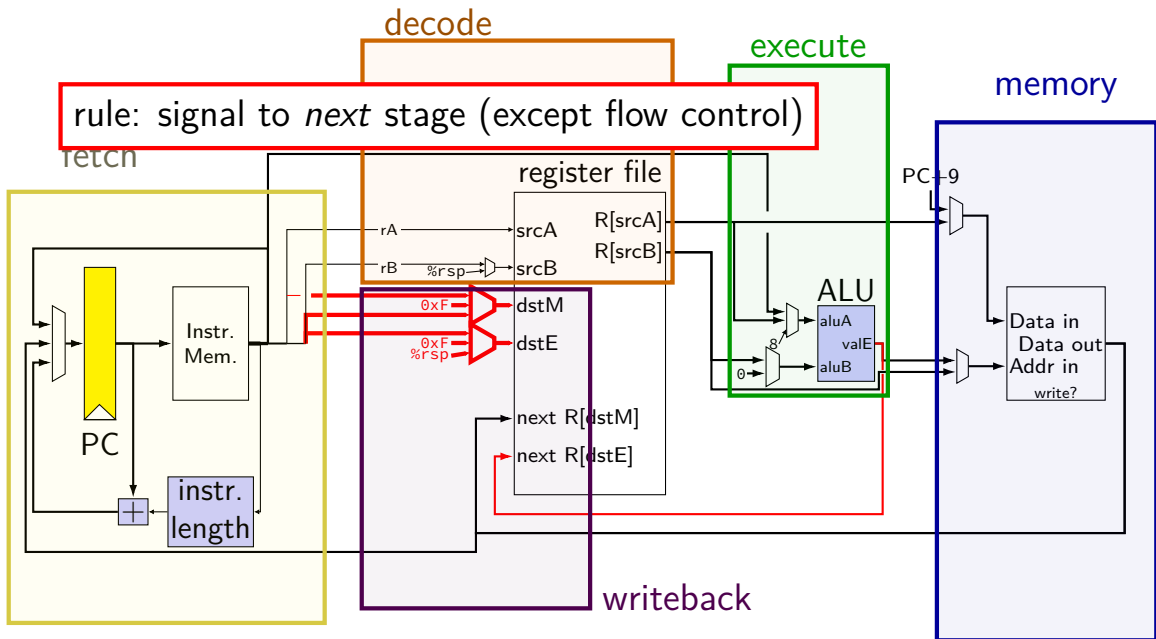 decode
execute
memory
rule: signal to next stage (except flow control)
fetch
register file
PC+9
rA
srcA
R[srcA]
R[srcB]
rB
%rsp
srcB
ALU
0xF
dstM
Instr.
Mem.
aluA
valE
8
0xF
%rsp
dstE
0
aluB
Data in
Data out
Addr in
write?
PC
next R[dstM]
next R[dstE]
+
instr.
length
writeback